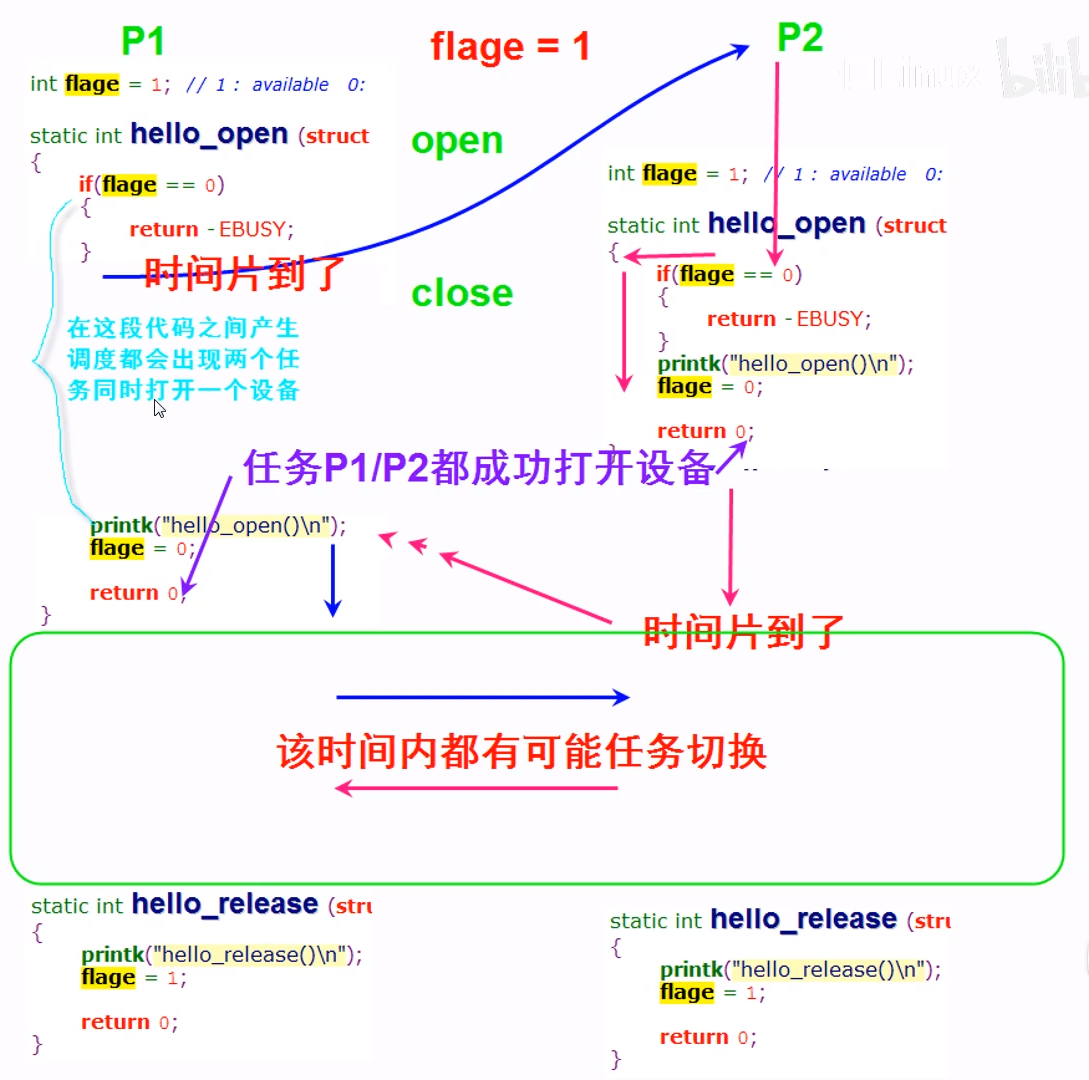 P1
flage = 1
P2
int flage = 1; // 1 : available 0:
static int hello_open (struct
{
if(flage == 0)
{
return -EBUSY;
}
时间片到了
在这段代码之间产生
调度都会出现两个任
务同时打开一个设备
printk("hello_open()\n");
flage = 0;
return 0;
}
open
close
Linux bilib
int flage = 1; // 1 : available 0:
static int hello_open (struct
{
if(flage == 0)
{
return -EBUSY;
}
printk("hello_open()\n");
flage = 0;
return 0;
任务P1/P2都成功打开设备
时间片到了
该时间内都有可能任务切换
static int hello_release (stru
{
printk("hello_release()\n");
flage = 1;
return 0;
}
static int hello_release (stru
{
printk("hello_release()\n");
flage = 1;
return 0;
}